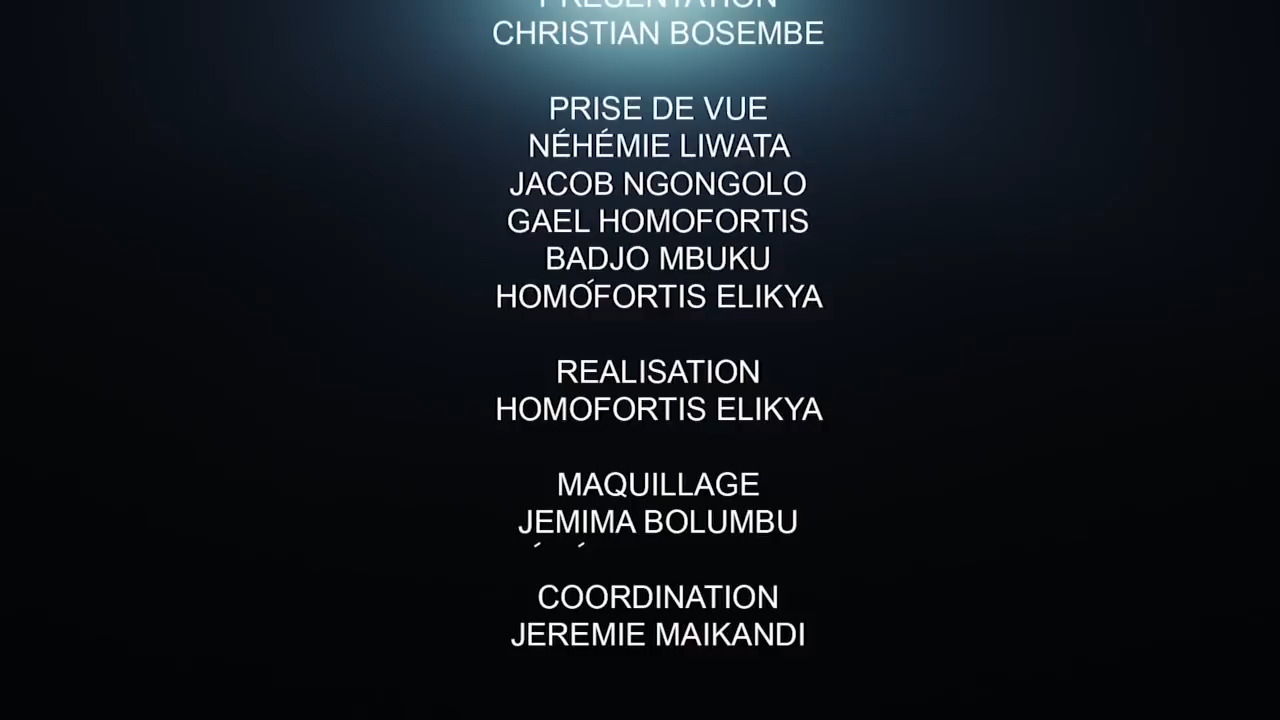 PRESENTATION
CHRISTIAN BOSEMBE
PRISE DE VUE
NÉHÉMIE LIWATA
JACOB NGONGOLO
GAEL HOMOFORTIS
BADJO MBUKU
HOMOFORTIS ELIKYA
REALISATION
HOMOFORTIS ELIKYA
MAQUILLAGE
JEMIMA BOLUMBU
COORDINATION
JEREMIE MAIKANDI